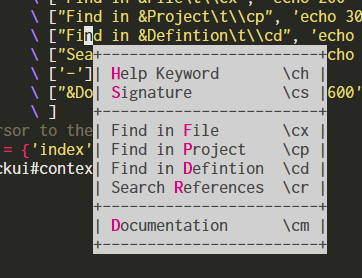 \ ["Find in &File\t\\cx", 'echo 200
\ ["Find in &Project\t\\cp", 'echo 30
\ ["Find in &Defintion\t\\cd", 'echo
\ ["Sea
cho
\ ['-']
\ ["&Do
600'
\ ]
rsor to the
= {'index'
ckui#contex
+-----------------------+
| Help Keyword \ch |
| Signature \cs |
+-----------------------+
| Find in File \cx |
| Find in Project \cp |
| Find in Defintion \cd |
| Search References \cr |
+-----------------------+
| Documentation \cm |
+-----------------------+